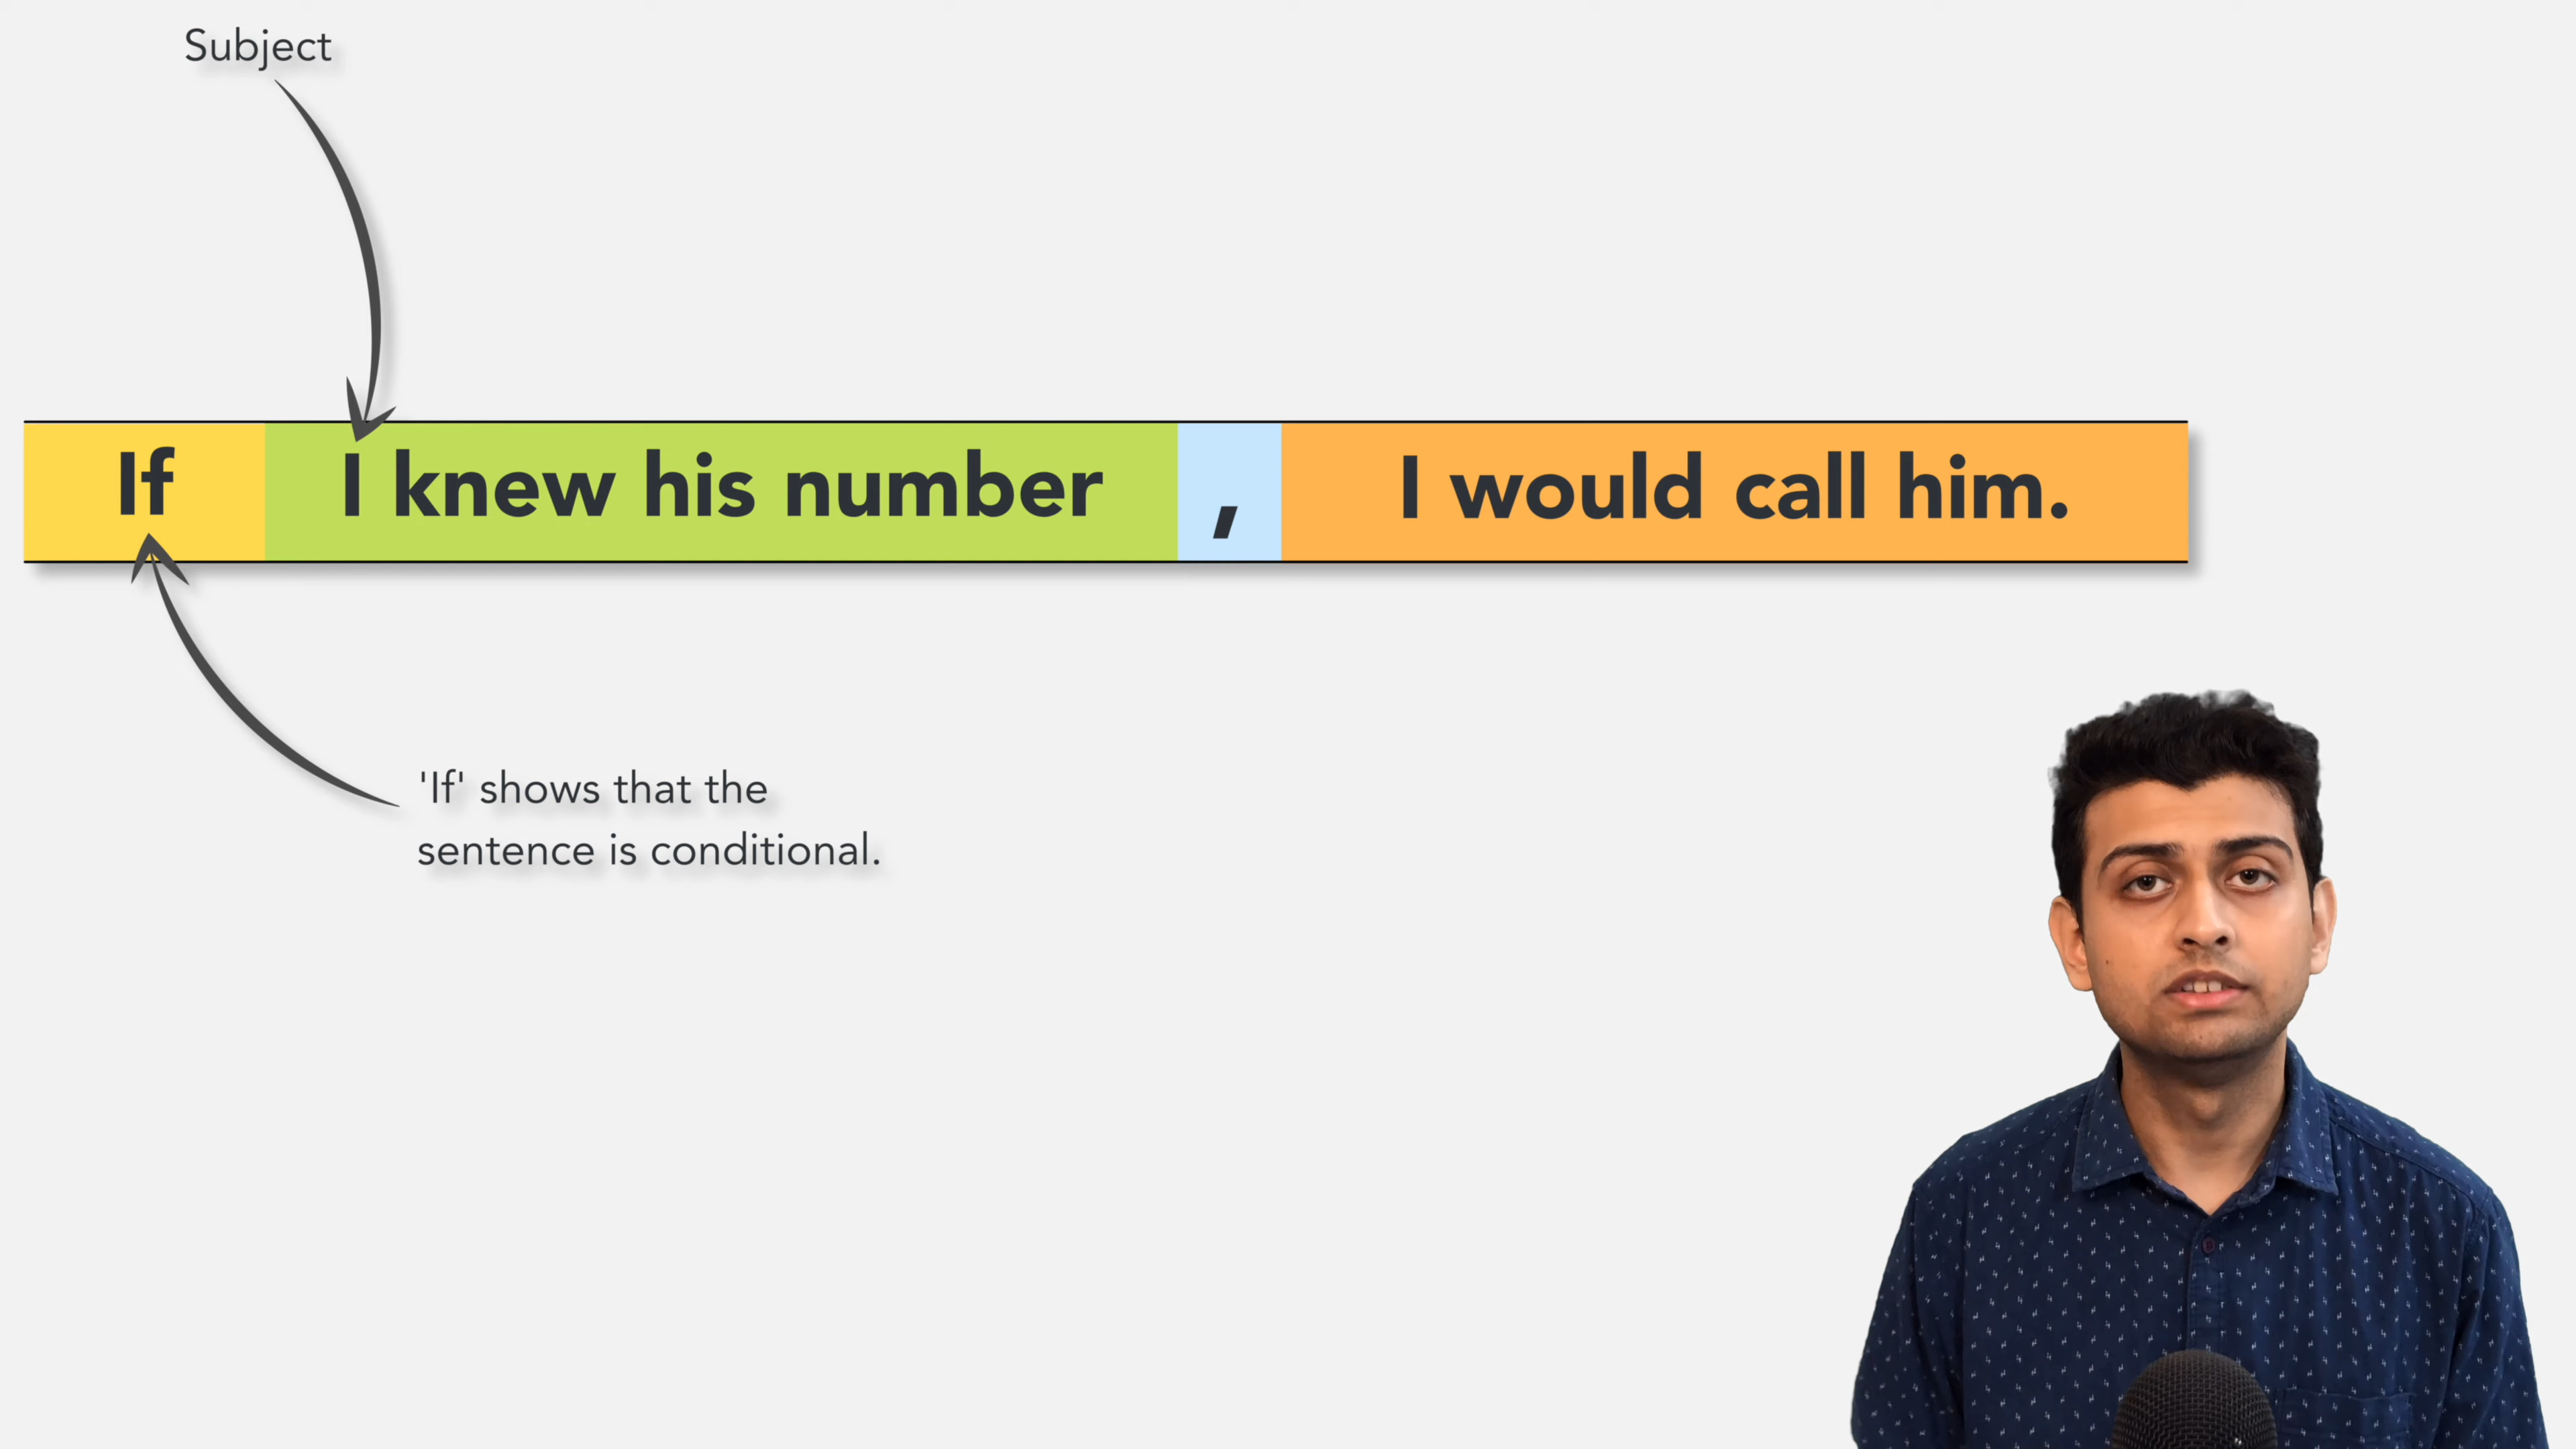 Subject
If I knew his number , I would call him.
'If' shows that the
sentence is conditional.